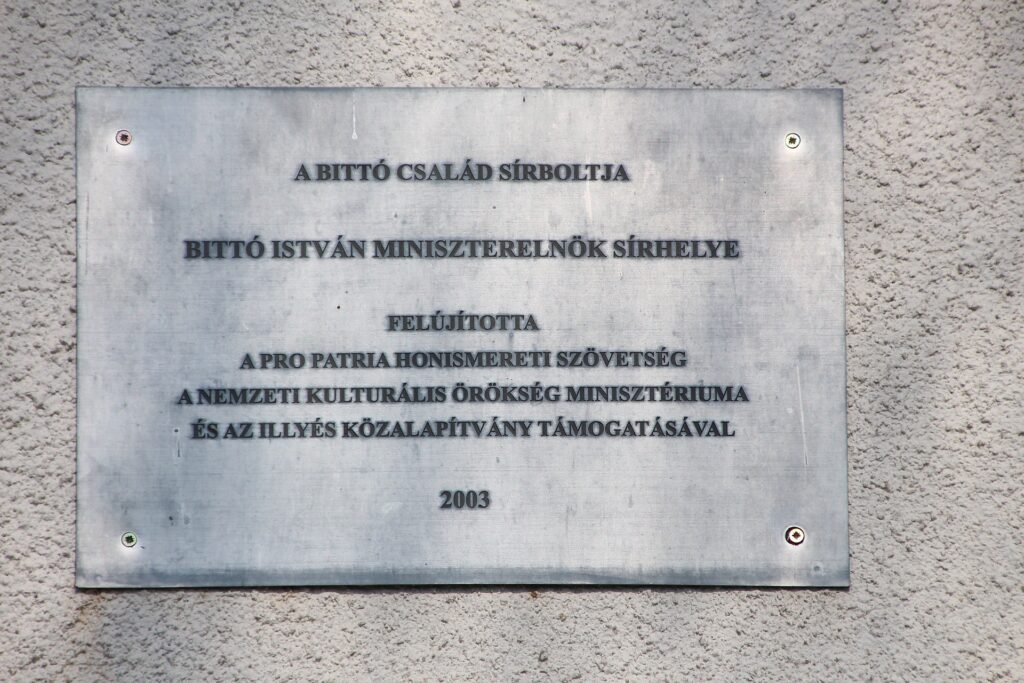 A BITTÓ CSALÁD SÍRBOLTJA
BITTÓ ISTVÁN MINISZTERELNÖK SÍRHELYE
FELÚJÍTOTTA
A PRO PATRIA HONISMERETI SZÖVETSÉG
A NEMZETI KULTURÁLIS ÖRÖKSÉG MINISZTÉRIUMA
ÉS AZ ILLYÉS KÖZALAPÍTVÁNY TÁMOGATÁSÁVAL
2003